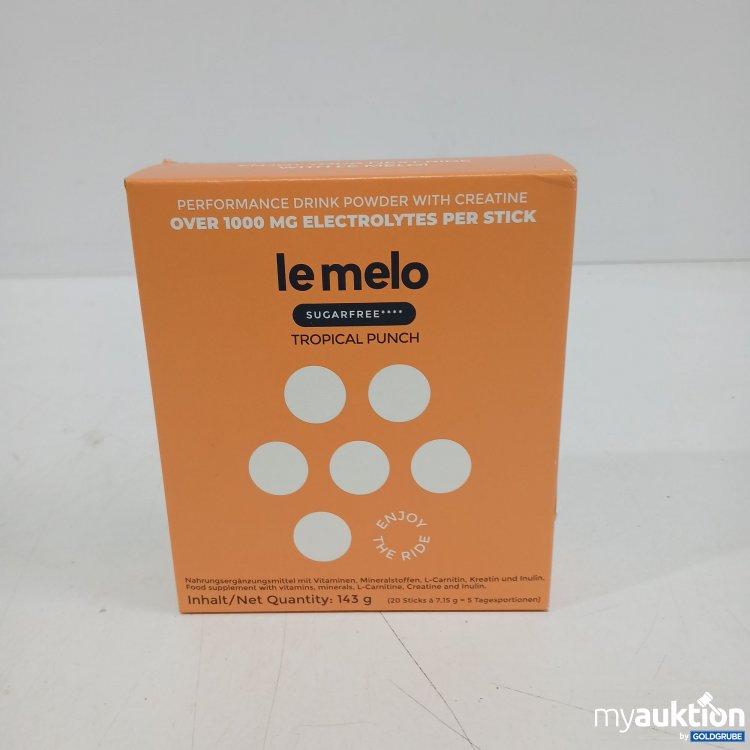 PERFORMANCE DRINK POWDER WITH CREATINE
OVER 1000 MG ELECTROLYTES PER STICK
le melo
SUGARFREE****
TROPICAL PUNCH
ENJOY
THE RIDE
Nahrungsergänzungsmittel mit Vitaminen, Mineralstoffen, L-Carnitin, Kreatin und Inulin.
Food supplement with vitamins, minerals, L-Carnitine, Creatine and Inulin.
Inhalt/Net Quantity: 143 g (20 Sticks à 7.15 g = 5 Tagesportionen)
myauktion
by GOLDGRUBE